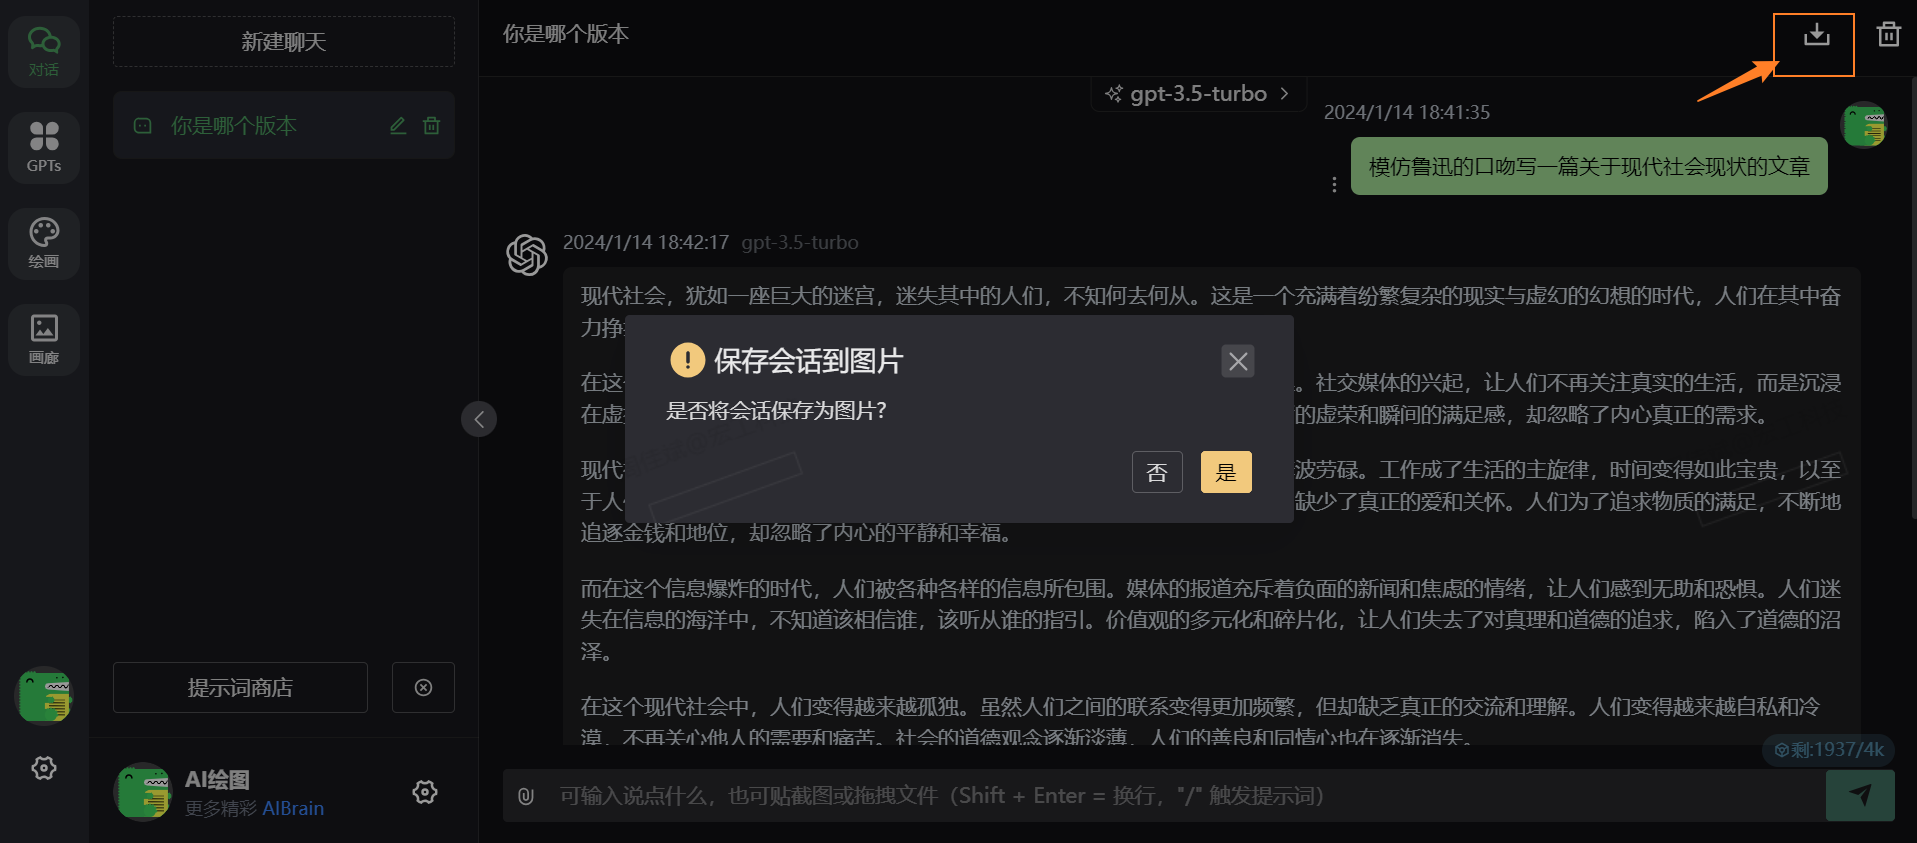 对话
GPTs
绘画
画廊
新建聊天
你是哪个版本
提示词商店
AI绘图
更多精彩 AIBrain
你是哪个版本
gpt-3.5-turbo
2024/1/14 18:41:35
模仿鲁迅的口吻写一篇关于现代社会现状的文章
2024/1/14 18:42:17 gpt-3.5-turbo
现代社会，犹如一座巨大的迷宫，迷失其中的人们，不知何去何从。这是一个充满着纷繁复杂的现实与虚幻的幻想的时代，人们在其中奋
力挣
在这 。社交媒体的兴起，让人们不再关注真实的生活，而是沉浸
在虚 的虚荣和瞬间的满足感，却忽略了内心真正的需求。
现代 波劳碌。工作成了生活的主旋律，时间变得如此宝贵，以至
于人 缺少了真正的爱和关怀。人们为了追求物质的满足，不断地
追逐金钱和地位，却忽略了内心的平静和幸福。
而在这个信息爆炸的时代，人们被各种各样的信息所包围。媒体的报道充斥着负面的新闻和焦虑的情绪，让人们感到无助和恐惧。人们迷
失在信息的海洋中，不知道该相信谁，该听从谁的指引。价值观的多元化和碎片化，让人们失去了对真理和道德的追求，陷入了道德的沼
泽。
在这个现代社会中，人们变得越来越孤独。虽然人们之间的联系变得更加频繁，但却缺乏真正的交流和理解。人们变得越来越自私和冷
漠，不再关心他人的需要和痛苦。社会的道德观念逐渐淡薄，人们的善良和同情心也在逐渐消失。
保存会话到图片
是否将会话保存为图片?
否
是
剩:1937/4k
可输入说点什么，也可贴截图或拖拽文件（Shift + Enter = 换行，"/" 触发提示词）